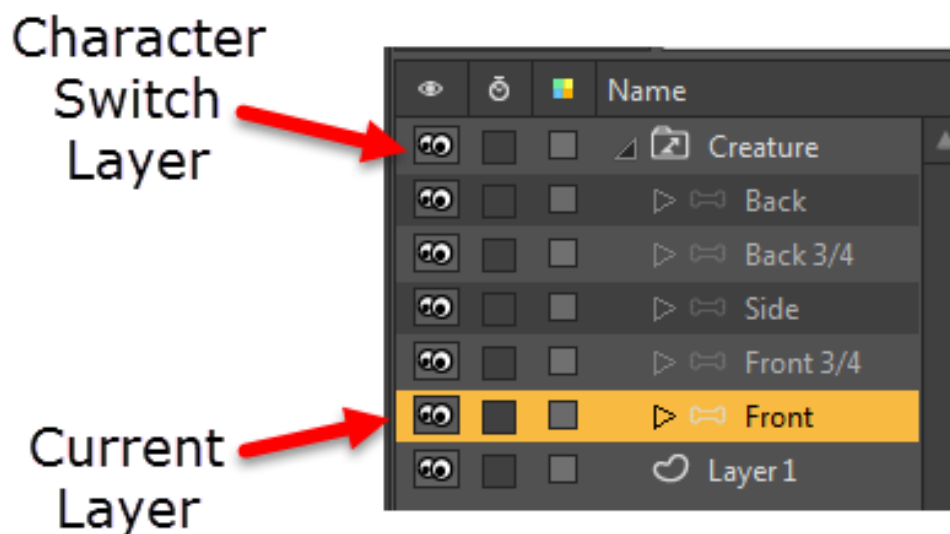 Character
Switch
Layer
Name
Creature
Back
Back 3/4
Side
Front 3/4
Front
Layer 1
Current
Layer